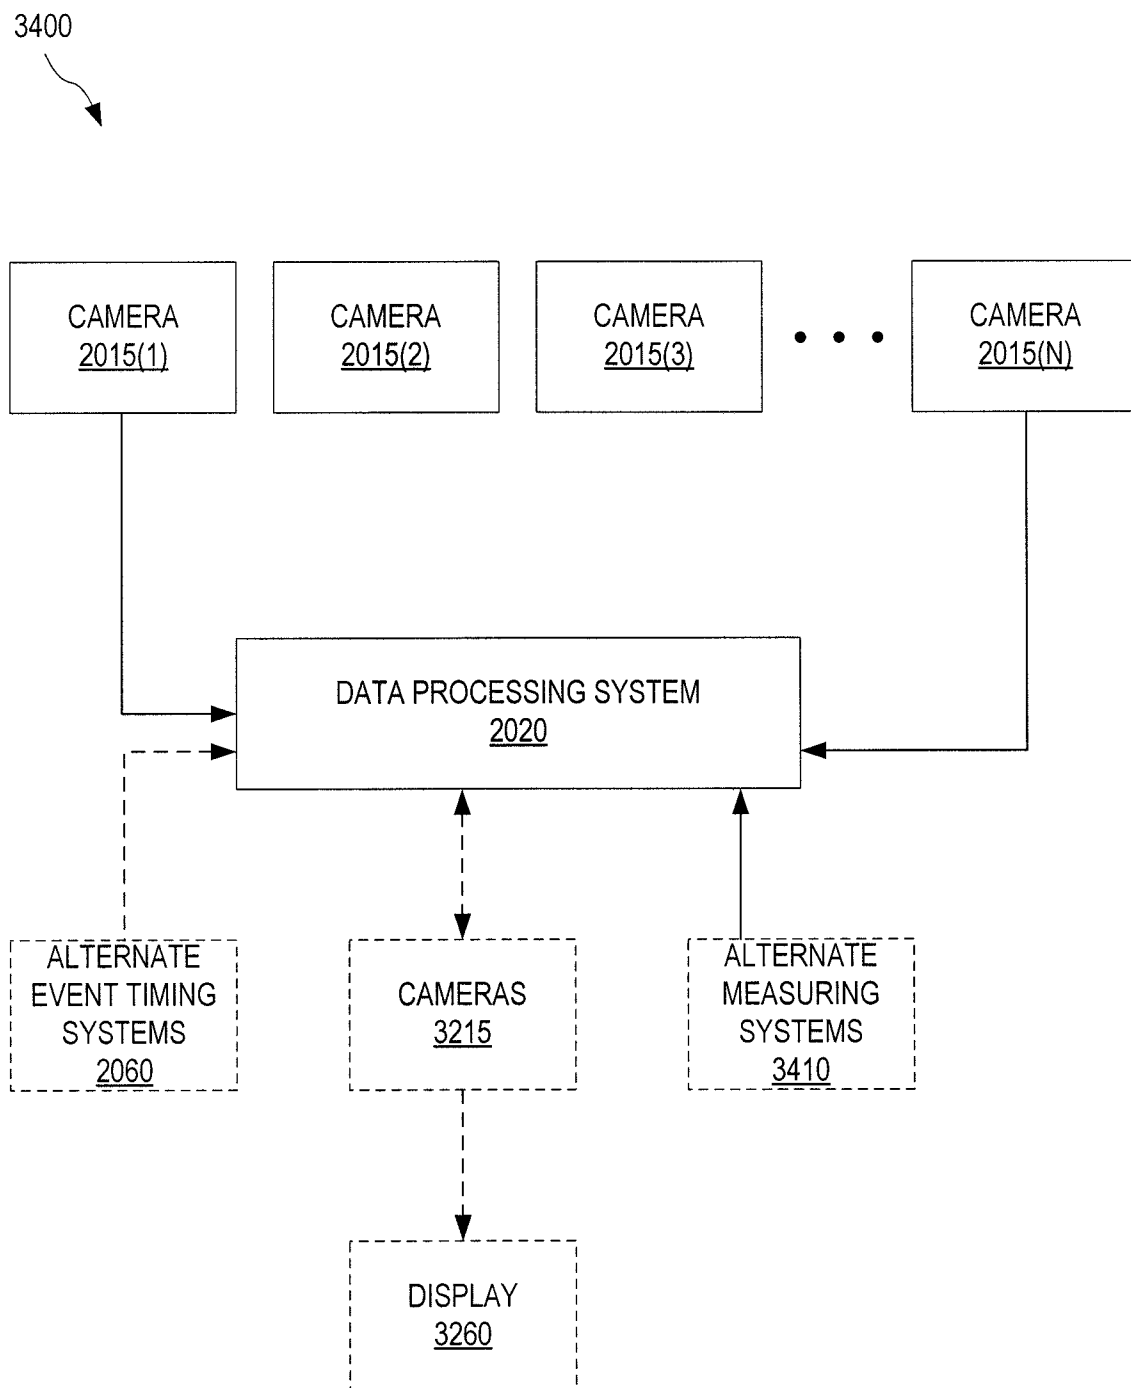 3400
CAMERA
2015(1)
CAMERA
2015(2)
CAMERA
2015(3)
CAMERA
2015(N)
DATA PROCESSING SYSTEM
2020
ALTERNATE
EVENT TIMING
SYSTEMS
2060
CAMERAS
3215
ALTERNATE
MEASURING
SYSTEMS
3410
DISPLAY
3260